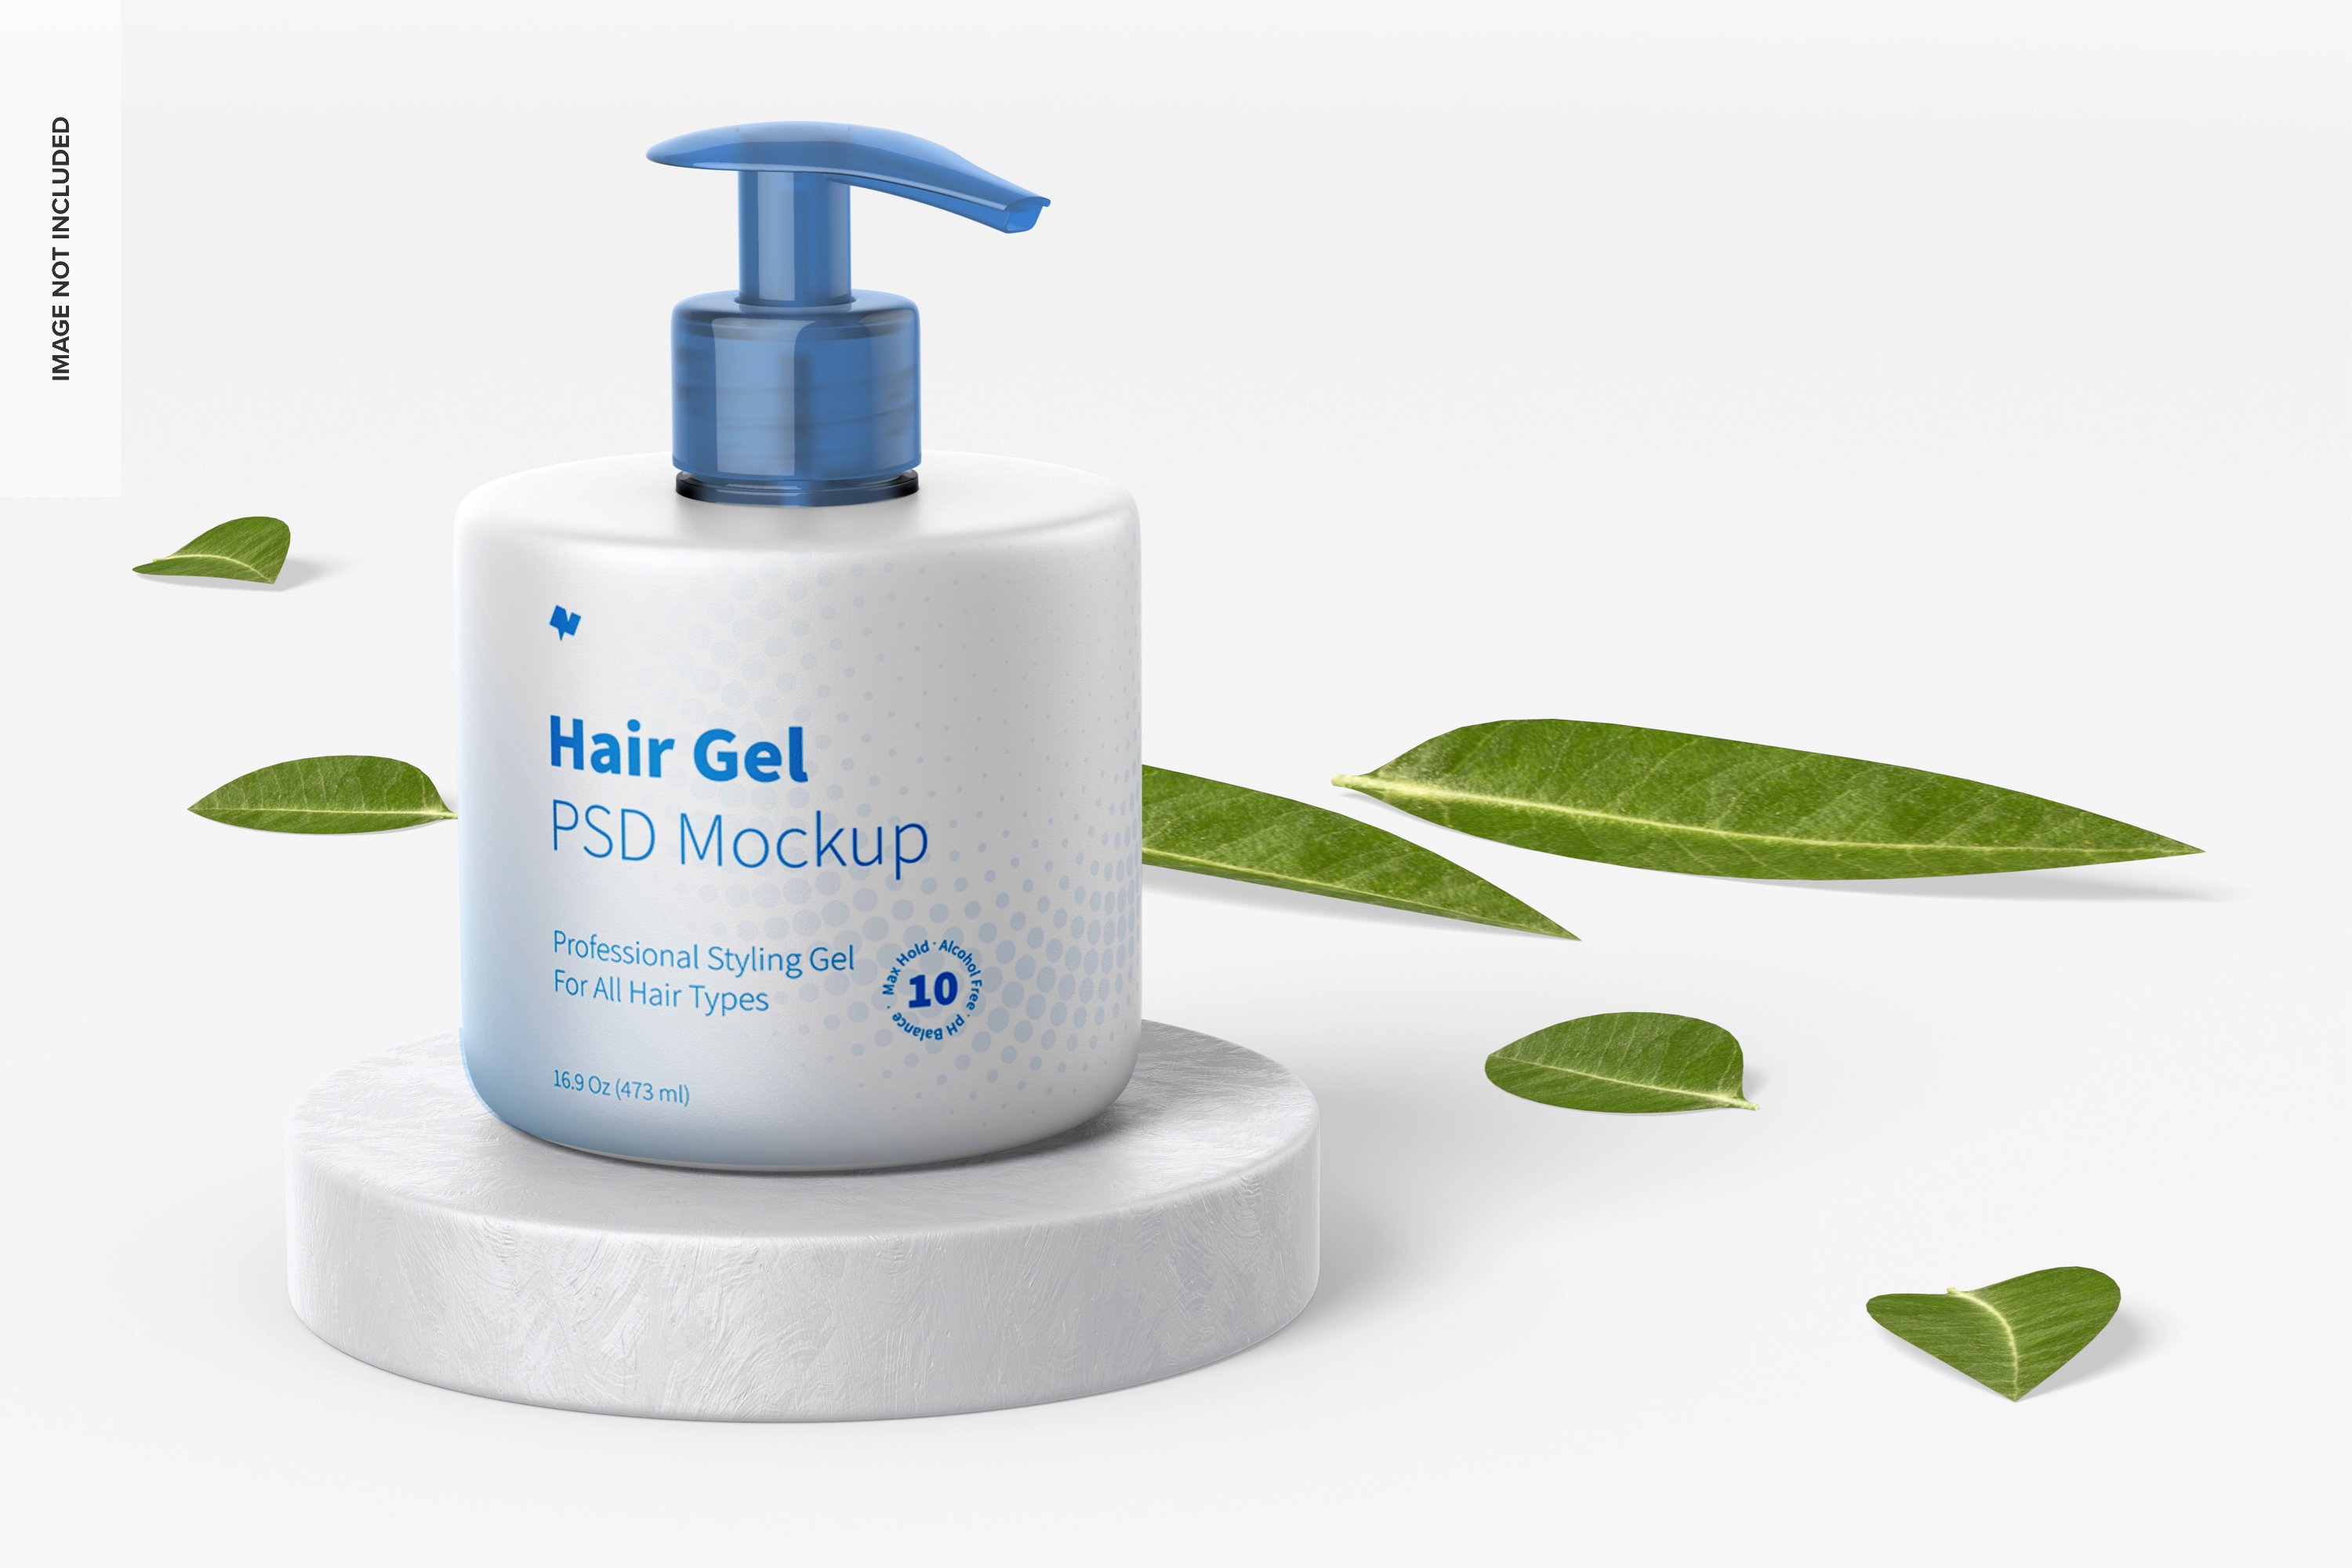 IMAGE NOT INCLUDED
Hair Gel
PSD Mockup
Professional Styling Gel
For All Hair Types
Max Hold · Alcohol Free · pH Balance ·
10
16.9 Oz (473 ml)